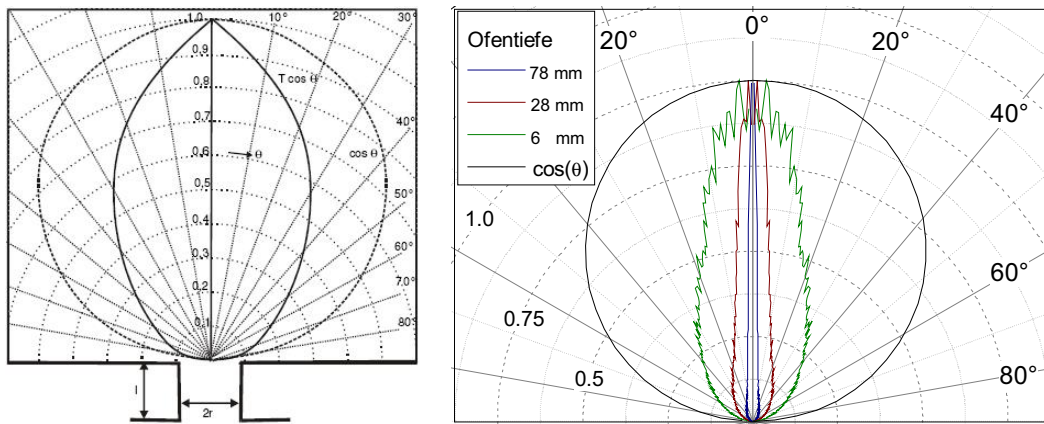 1,0 10° 20° 30°
0,9
T cos θ
0,8
0,7
40°
0,6 θ cos θ
0,5
50°
0,4
60°
0,3
70°
0,2
80°
0,1
l
2r
Ofentiefe
78 mm
28 mm
6 mm
cos(θ)
0°
20° 20°
40°
1.0
60°
0.75
0.5 80°